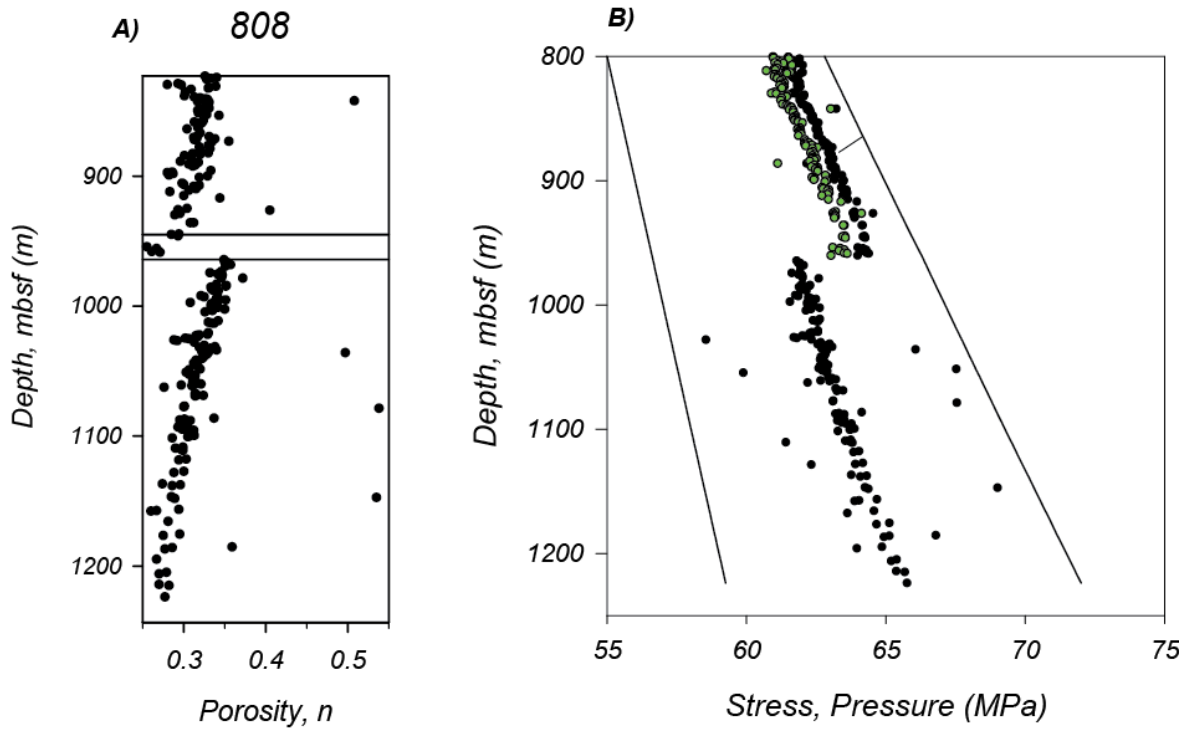 A) 808
Depth, mbsf (m)
900
1000
1100
1200
0.3 0.4 0.5
Porosity, n
B)
Depth, mbsf (m)
800
900
1000
1100
1200
55 60 65 70 75
Stress, Pressure (MPa)